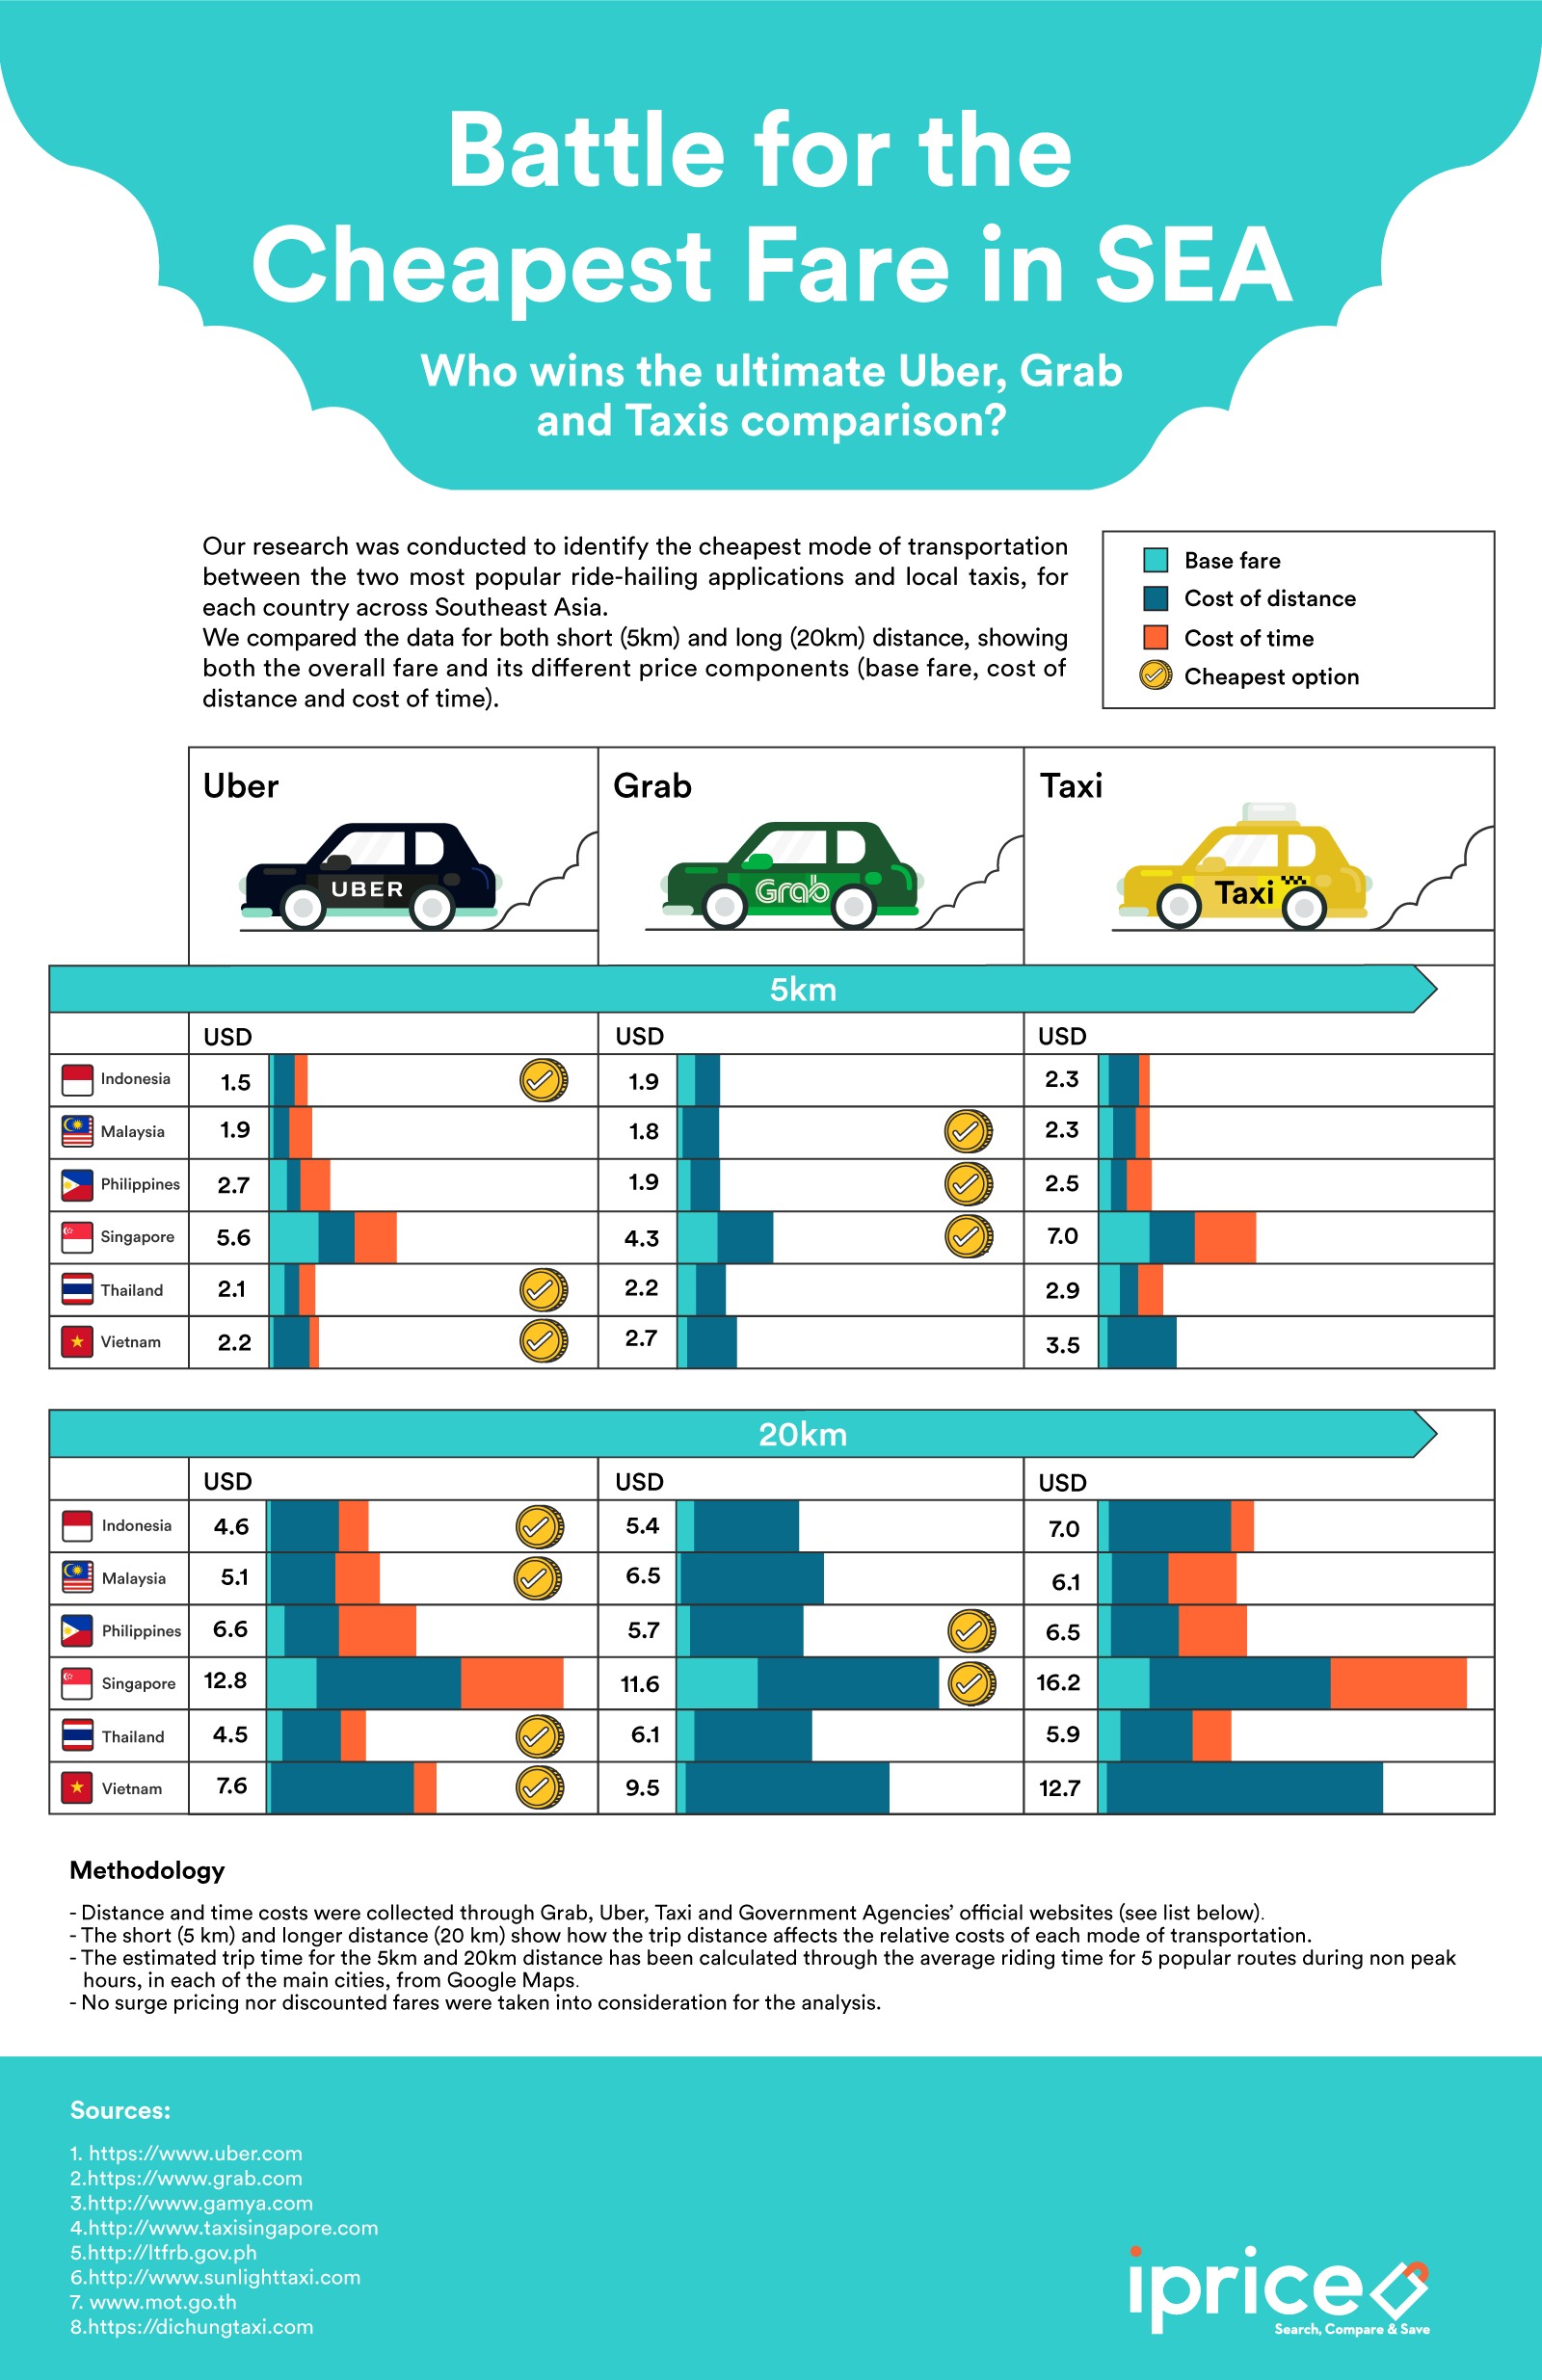 Battle for the
Cheapest Fare in SEA
Who wins the ultimate Uber, Grab
and Taxis comparison?
Our research was conducted to identify the cheapest mode of transportation
between the two most popular ride-hailing applications and local taxis, for
each country across Southeast Asia.
We compared the data for both short (5km) and long (20km) distance, showing
both the overall fare and its different price components (base fare, cost of
distance and cost of time).
Base fare
Cost of distance
Cost of time
Cheapest option
Uber Grab Taxi
UBER Grab Taxi
5km
USD USD USD
Indonesia 1.5 1.9 2.3
Malaysia 1.9 1.8 2.3
Philippines 2.7 1.9 2.5
Singapore 5.6 4.3 7.0
Thailand 2.1 2.2 2.9
Vietnam 2.2 2.7 3.5
20km
USD USD USD
Indonesia 4.6 5.4 7.0
Malaysia 5.1 6.5 6.1
Philippines 6.6 5.7 6.5
Singapore 12.8 11.6 16.2
Thailand 4.5 6.1 5.9
Vietnam 7.6 9.5 12.7
Methodology
- Distance and time costs were collected through Grab, Uber, Taxi and Government Agencies' official websites (see list below).
- The short (5 km) and longer distance (20 km) show how the trip distance affects the relative costs of each mode of transportation.
- The estimated trip time for the 5km and 20km distance has been calculated through the average riding time for 5 popular routes during non peak
hours, in each of the main cities, from Google Maps.
- No surge pricing nor discounted fares were taken into consideration for the analysis.
Sources:
1. https://www.uber.com
2.https://www.grab.com
3.http://www.gamya.com
4.http://www.taxisingapore.com
5.http://ltfrb.gov.ph
6.http://www.sunlighttaxi.com
7. www.mot.go.th
8.https://dichungtaxi.com
iprice
Search, Compare & Save